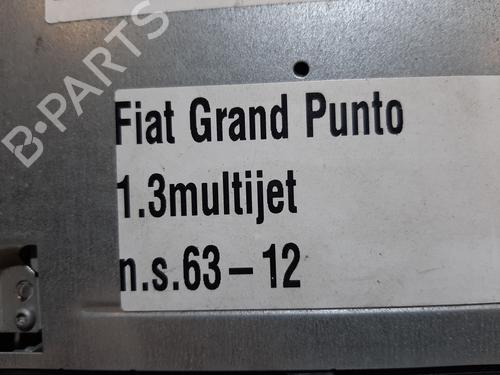 B-PARTS
Fiat Grand Punto
1.3multijet
n.s.63-12